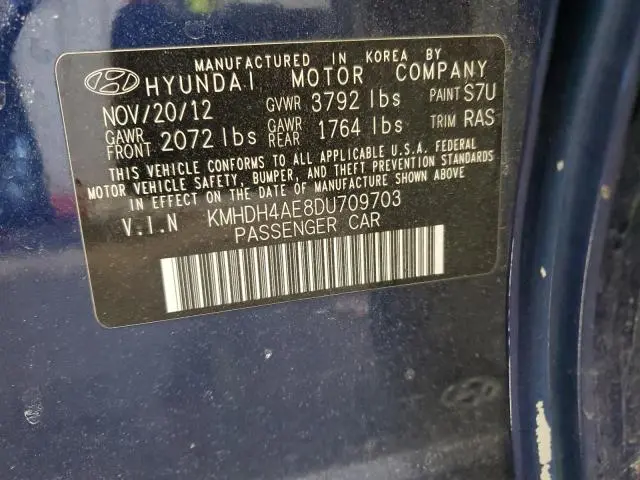 MANUFACTURED IN KOREA BY
HYUNDAI MOTOR COMPANY
NOV/20/12 GVWR 3792 lbs PAINT S7U
GAWR FRONT 2072 lbs GAWR REAR 1764 lbs TRIM RAS
THIS VEHICLE CONFORMS TO ALL APPLICABLE U.S.A. FEDERAL
MOTOR VEHICLE SAFETY, BUMPER, AND THEFT PREVENTION STANDARDS
IN EFFECT ON THE DATE OF MANUFACTURE SHOWN ABOVE
V.I.N KMHDH4AE8DU709703
PASSENGER CAR